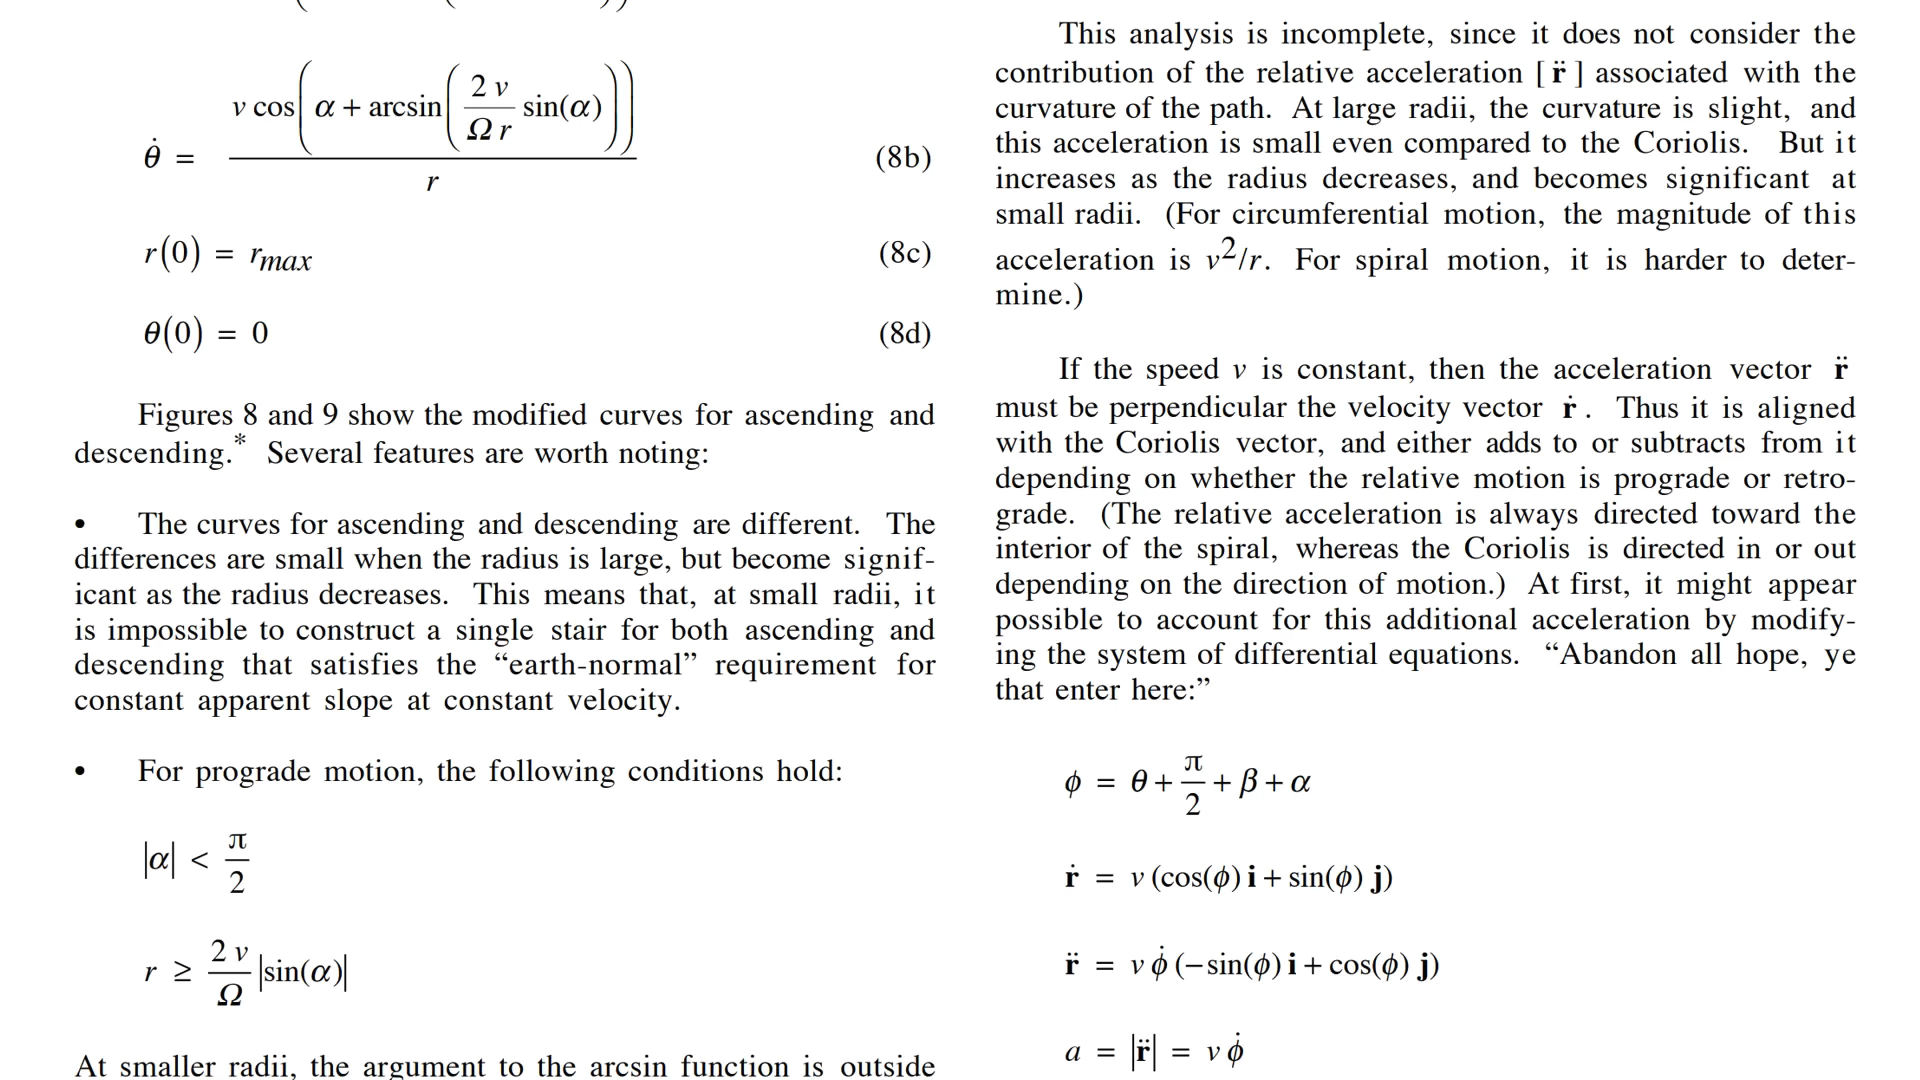 θ̇ = v cos(α + arcsin(2 v / Ω r sin(α))) / r (8b)
r(0) = rmax (8c)
θ(0) = 0 (8d)
Figures 8 and 9 show the modified curves for ascending and
descending.* Several features are worth noting:
• The curves for ascending and descending are different. The
differences are small when the radius is large, but become signif-
icant as the radius decreases. This means that, at small radii, it
is impossible to construct a single stair for both ascending and
descending that satisfies the “earth-normal” requirement for
constant apparent slope at constant velocity.
• For prograde motion, the following conditions hold:
|α| < π / 2
r ≥ 2 v / Ω |sin(α)|
At smaller radii, the argument to the arcsin function is outside
This analysis is incomplete, since it does not consider the
contribution of the relative acceleration [ r̈ ] associated with the
curvature of the path. At large radii, the curvature is slight, and
this acceleration is small even compared to the Coriolis. But it
increases as the radius decreases, and becomes significant at
small radii. (For circumferential motion, the magnitude of this
acceleration is v²/r. For spiral motion, it is harder to deter-
mine.)
If the speed v is constant, then the acceleration vector r̈
must be perpendicular the velocity vector ṙ . Thus it is aligned
with the Coriolis vector, and either adds to or subtracts from it
depending on whether the relative motion is prograde or retro-
grade. (The relative acceleration is always directed toward the
interior of the spiral, whereas the Coriolis is directed in or out
depending on the direction of motion.) At first, it might appear
possible to account for this additional acceleration by modify-
ing the system of differential equations. “Abandon all hope, ye
that enter here:”
ϕ = θ + π / 2 + β + α
ṙ = v (cos(ϕ) i + sin(ϕ) j)
r̈ = v ϕ̇ (−sin(ϕ) i + cos(ϕ) j)
a = |r̈| = v ϕ̇